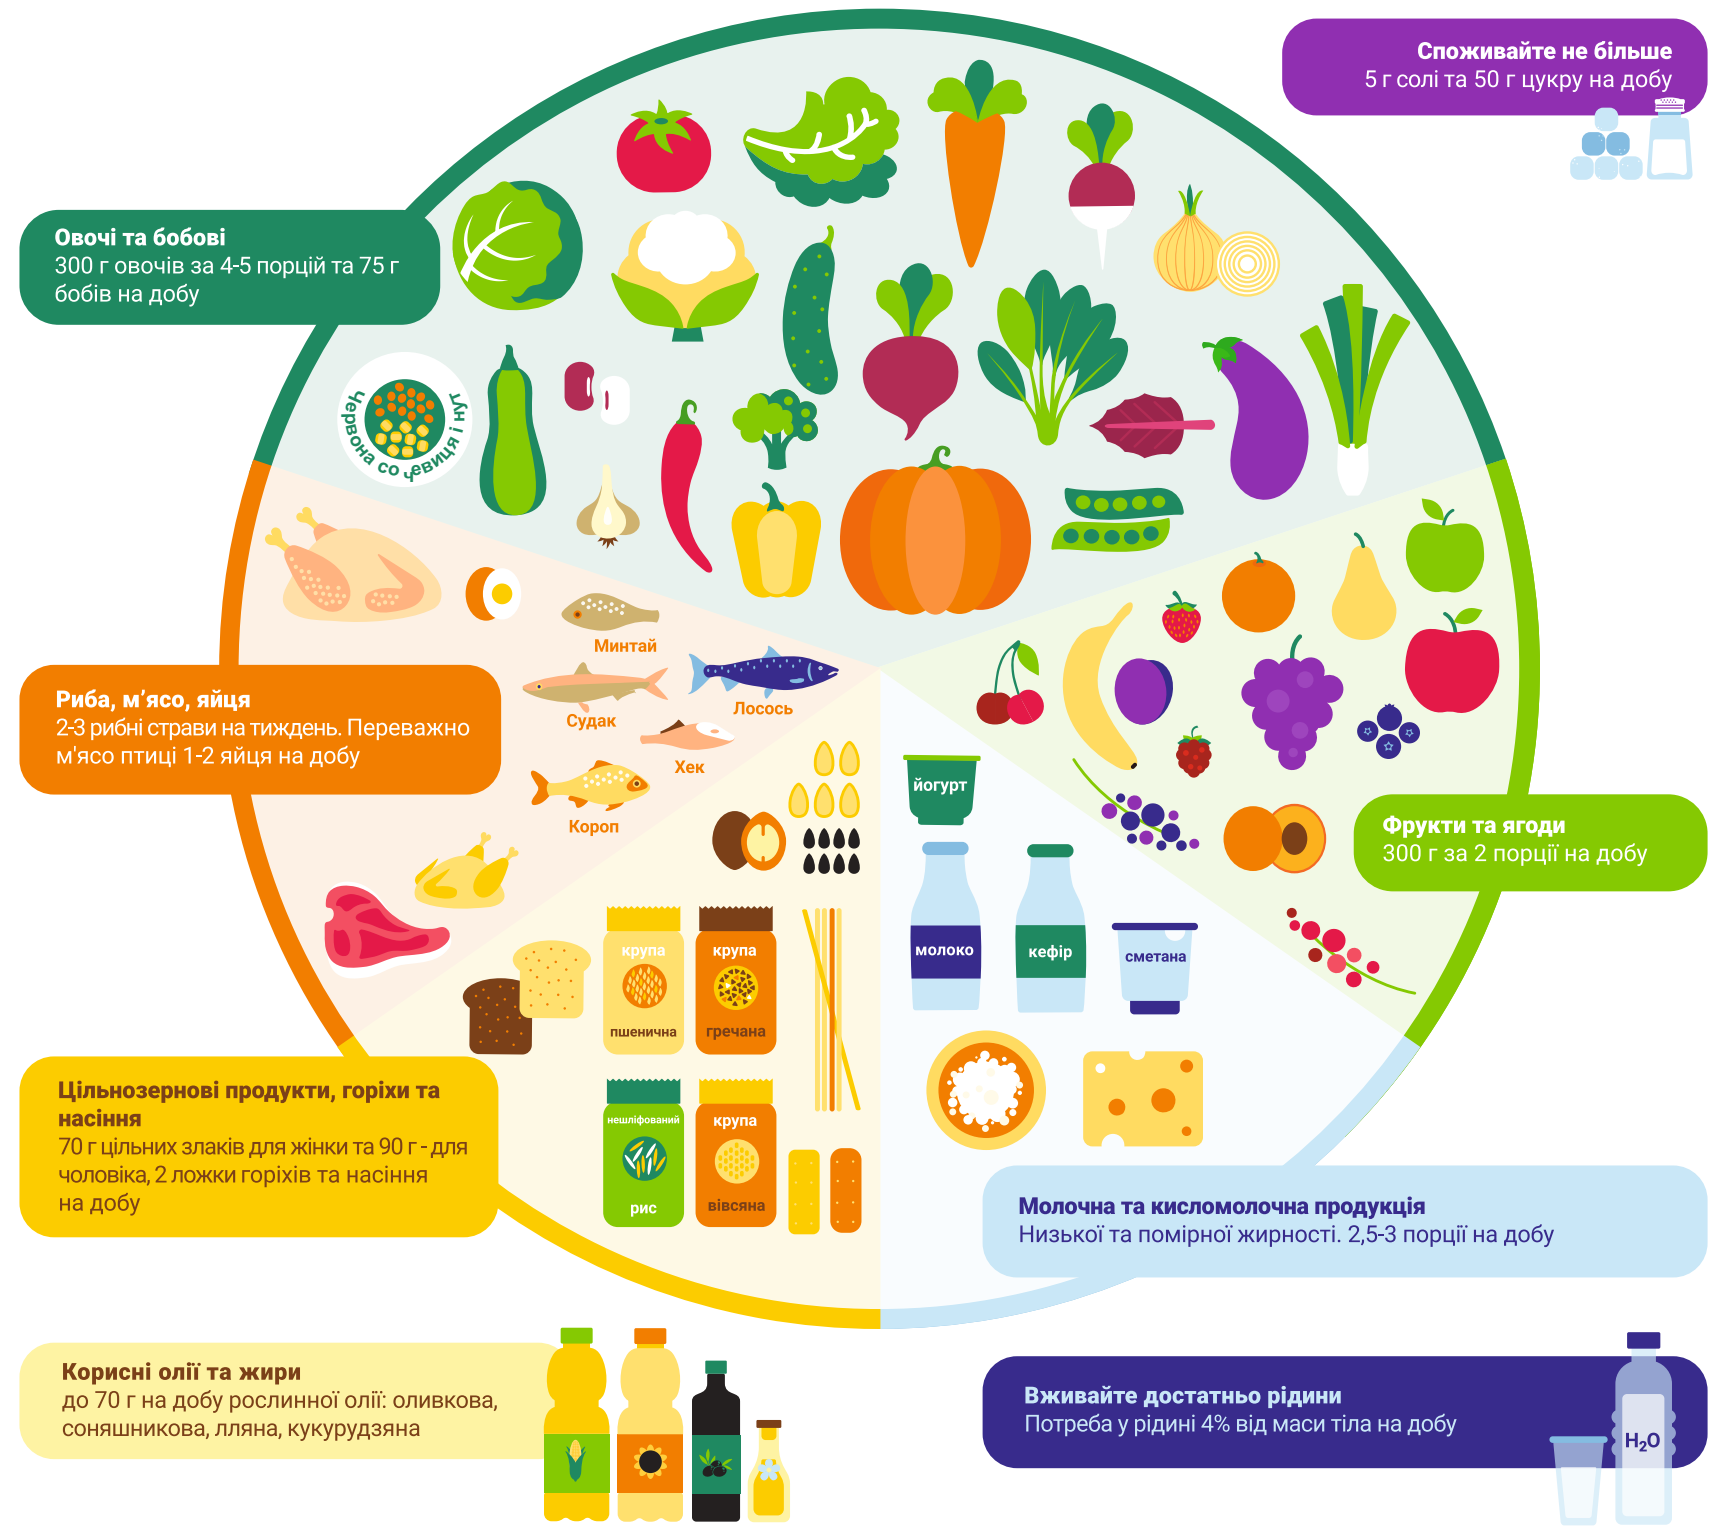 Споживайте не більше
5 г солі та 50 г цукру на добу
Овочі та бобові
300 г овочів за 4-5 порцій та 75 г
бобів на добу
Червона сочевиця і нут
Риба, м’ясо, яйця
2-3 рибні страви на тиждень. Переважно
м'ясо птиці 1-2 яйця на добу
Минтай
Лосось
Судак
Хек
Короп
йогурт
молоко
кефір
сметана
Фрукти та ягоди
300 г за 2 порції на добу
крупа
пшенична
крупа
гречана
нешліфований
рис
крупа
вівсяна
Цільнозернові продукти, горіхи та
насіння
70 г цільних злаків для жінки та 90 г - для
чоловіка, 2 ложки горіхів та насіння
на добу
Молочна та кисломолочна продукція
Низької та помірної жирності. 2,5-3 порції на добу
Корисні олії та жири
до 70 г на добу рослинної олії: оливкова,
соняшникова, лляна, кукурудзяна
Вживайте достатньо рідини
Потреба у рідині 4% від маси тіла на добу
H₂O